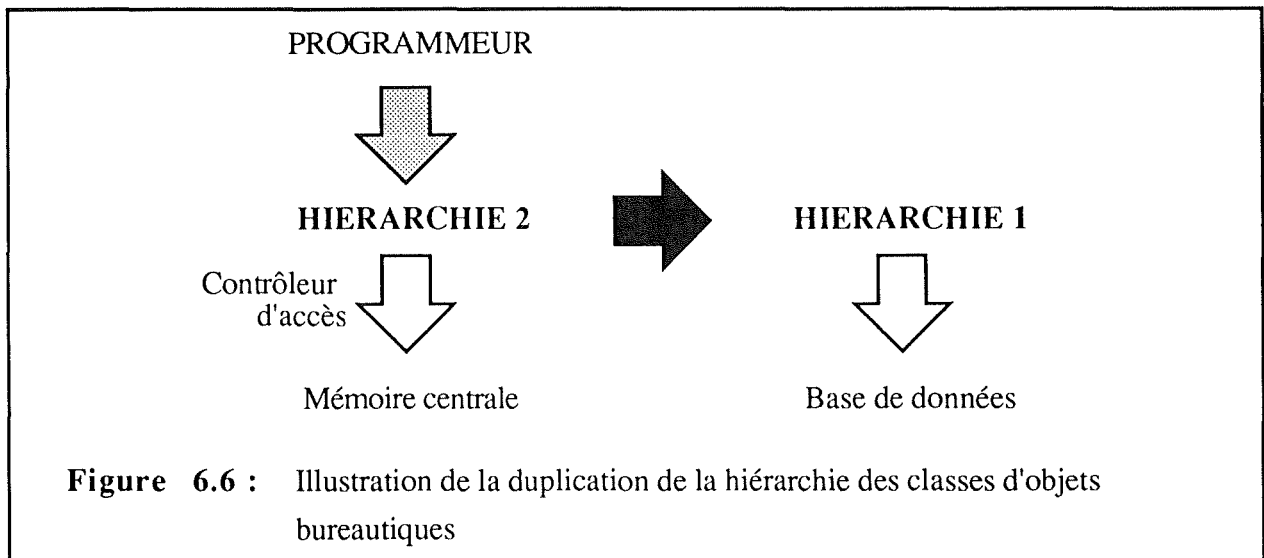 PROGRAMMEUR
HIERARCHIE 2
HIERARCHIE 1
Contrôleur
d'accès
Mémoire centrale
Base de données
Figure 6.6 : Illustration de la duplication de la hiérarchie des classes d'objets
bureautiques